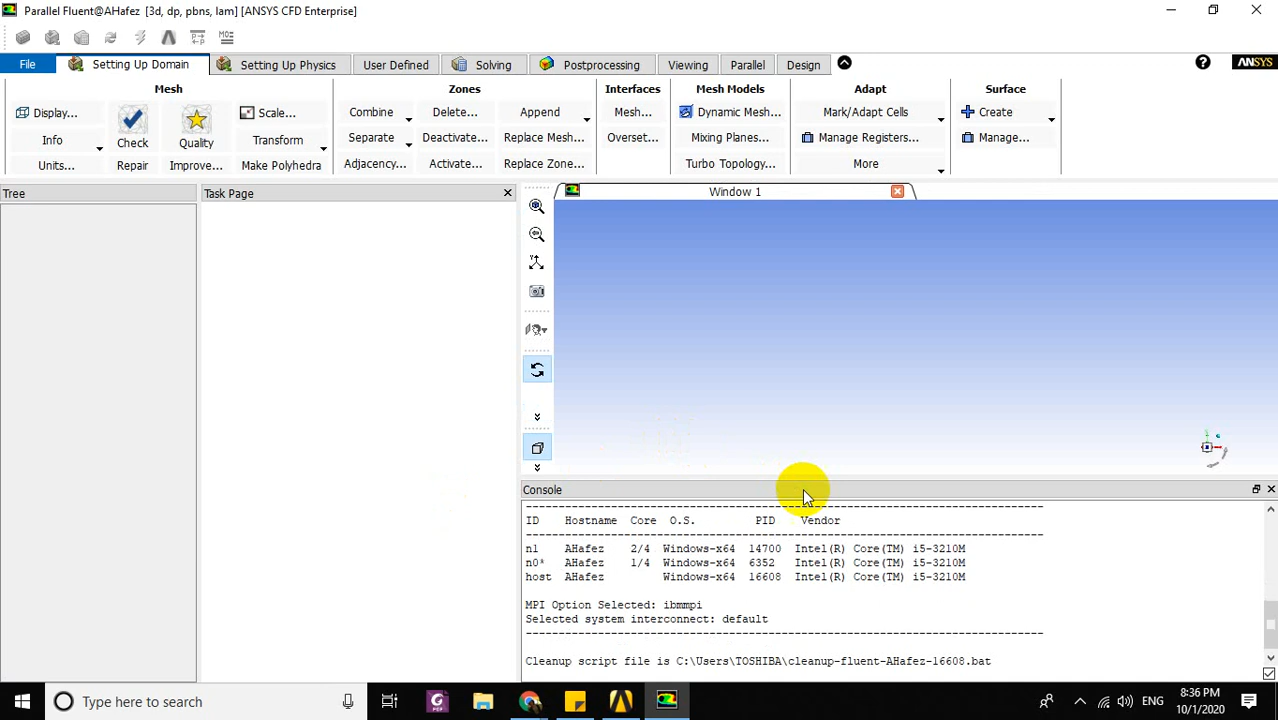 Parallel Fluent@AHafez [3d, dp, pbns, lam] [ANSYS CFD Enterprise]
File
Setting Up Domain
Setting Up Physics
User Defined
Solving
Postprocessing
Viewing
Parallel
Design
ANSYS
Mesh
Zones
Interfaces
Mesh Models
Adapt
Surface
Display...
Info
Units...
Check
Repair
Quality
Improve...
Scale...
Transform
Make Polyhedra
Combine
Separate
Adjacency...
Delete...
Deactivate...
Activate...
Append
Replace Mesh...
Replace Zone...
Mesh...
Overset...
Dynamic Mesh...
Mixing Planes...
Turbo Topology...
Mark/Adapt Cells
Manage Registers...
More
Create
Manage...
Tree
Task Page
Window 1
Console
ID Hostname Core O.S. PID Vendor
n1 AHafez 2/4 Windows-x64 14700 Intel(R) Core(TM) i5-3210M
n0* AHafez 1/4 Windows-x64 6352 Intel(R) Core(TM) i5-3210M
host AHafez Windows-x64 16608 Intel(R) Core(TM) i5-3210M
MPI Option Selected: ibmmpi
Selected system interconnect: default
Cleanup script file is C:\Users\TOSHIBA\cleanup-fluent-AHafez-16608.bat
Type here to search
ENG
8:36 PM
10/1/2020